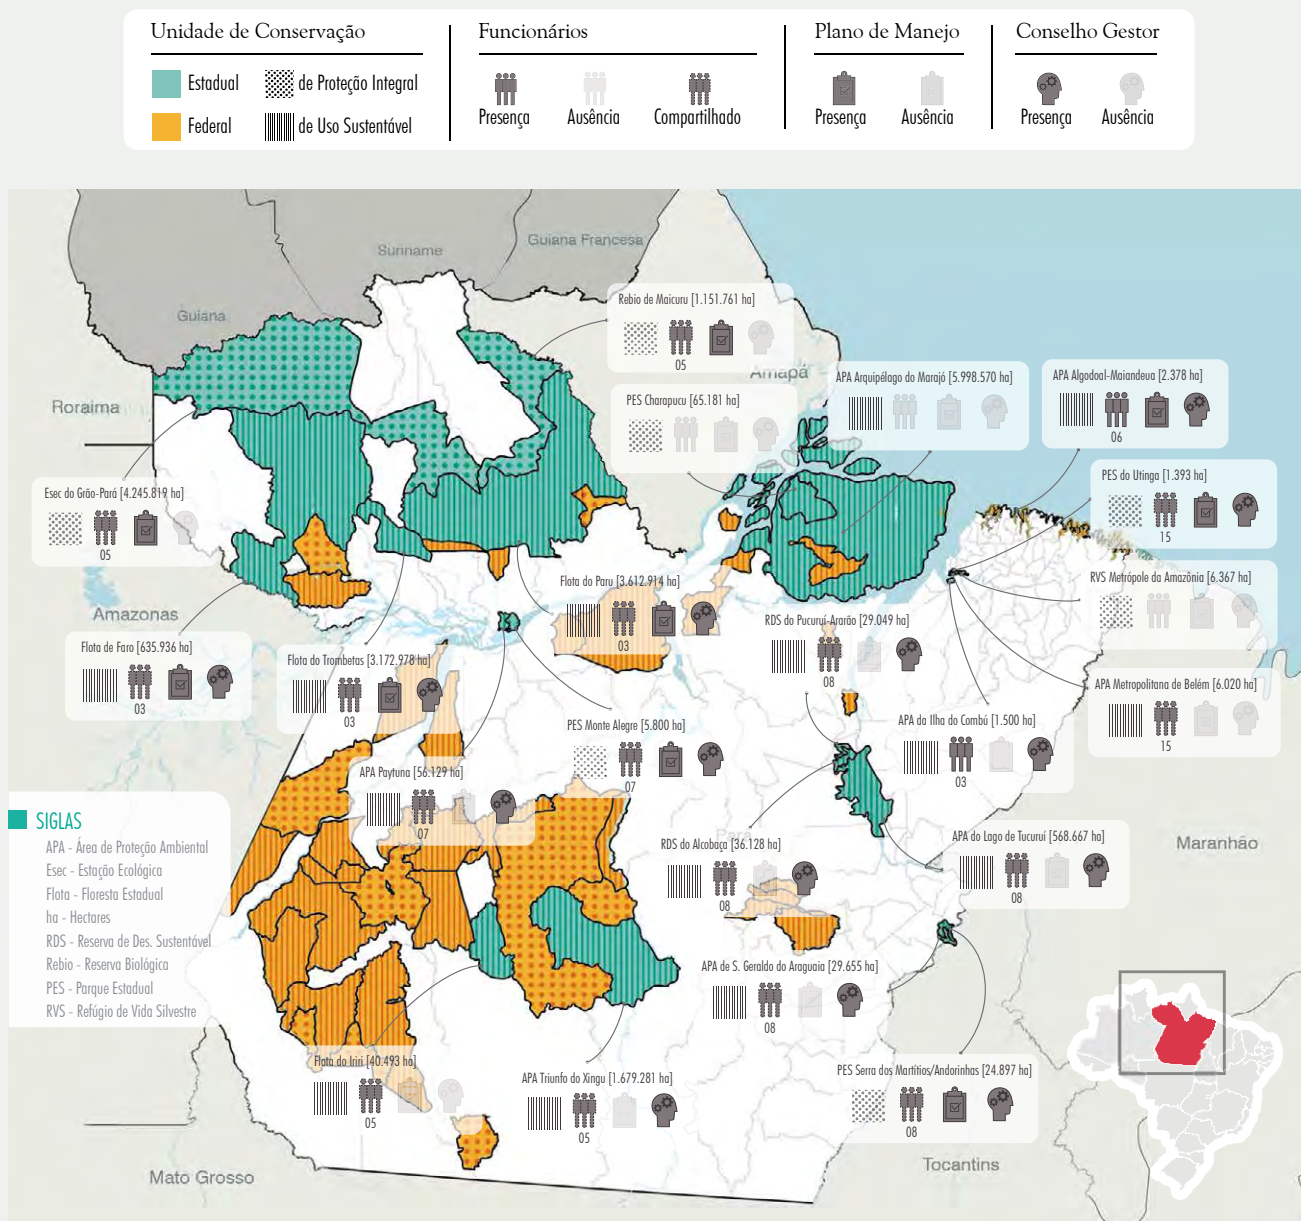 Unidade de Conservação
Estadual
de Proteção Integral
Federal
de Uso Sustentável
Funcionários
Presença
Ausência
Compartilhado
Plano de Manejo
Presença
Ausência
Conselho Gestor
Presença
Ausência
Suriname
Guiana Francesa
Guiana
Roraima
Amapá
Amazonas
Pará
Maranhão
Mato Grosso
Tocantins
Rebio de Maicuru [1.151.761 ha]
05
PES Charapucu [65.181 ha]
APA Arquipélago do Marajó [5.998.570 ha]
APA Algodoal-Maiandeua [2.378 ha]
06
PES do Utinga [1.393 ha]
15
Esec do Grão-Pará [4.245.819 ha]
05
RVS Metrópole da Amazônia [6.367 ha]
Flota do Paru [3.612.914 ha]
03
RDS do Pucuruí-Ararão [29.049 ha]
08
Flota de Faro [635.936 ha]
03
Flota do Trombetas [3.172.978 ha]
03
APA Metropolitana de Belém [6.020 ha]
15
PES Monte Alegre [5.800 ha]
07
APA da Ilha do Combú [1.500 ha]
03
APA Paytuna [56.129 ha]
07
RDS do Alcobaça [36.128 ha]
08
APA do Lago de Tucuruí [568.667 ha]
08
APA de S. Geraldo do Araguaia [29.655 ha]
08
Flota do Iriri [40.493 ha]
05
APA Triunfo do Xingu [1.679.281 ha]
05
PES Serra dos Martítios/Andorinhas [24.897 ha]
08
SIGLAS
APA - Área de Proteção Ambiental
Esec - Estação Ecológica
Flota - Floresta Estadual
ha - Hectares
RDS - Reserva de Des. Sustentável
Rebio - Reserva Biológica
PES - Parque Estadual
RVS - Refúgio de Vida Silvestre